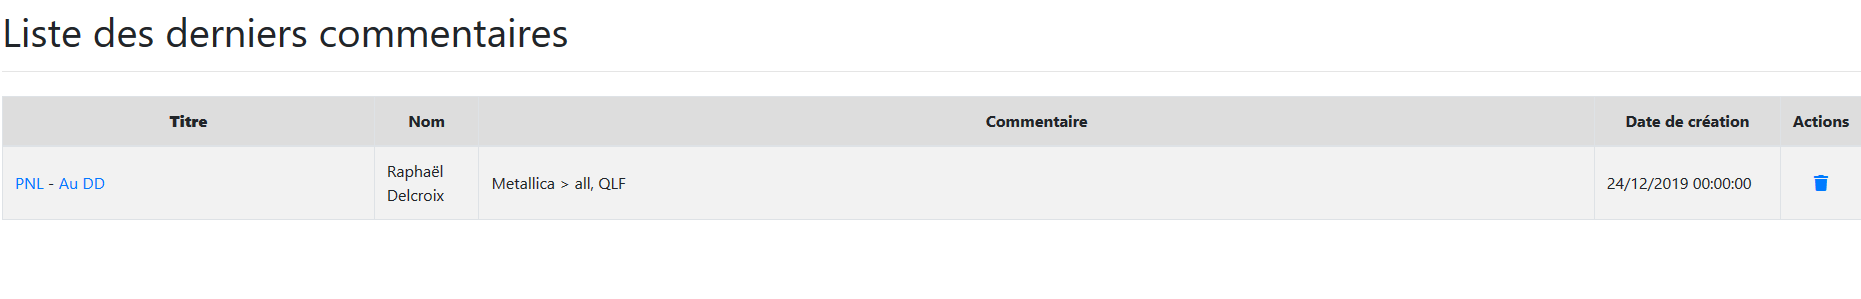 Liste des derniers commentaires
Titre Nom Commentaire Date de création Actions
PNL - Au DD Raphaël Delcroix Metallica > all, QLF 24/12/2019 00:00:00